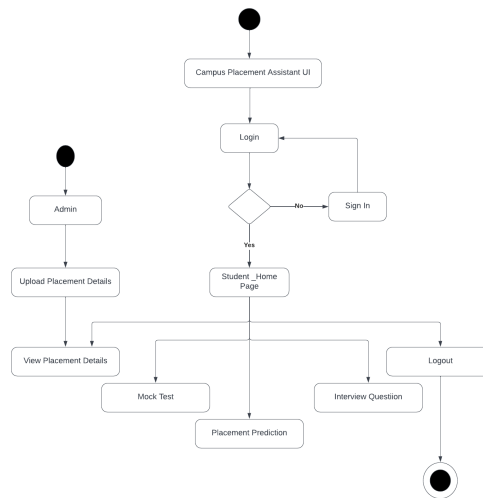 Campus Placement Assistant UI
Login
Admin
No
Sign In
Yes
Upload Placement Details
Student _Home
Page
View Placement Details
Logout
Mock Test
Interview Questiion
Placement Prediction